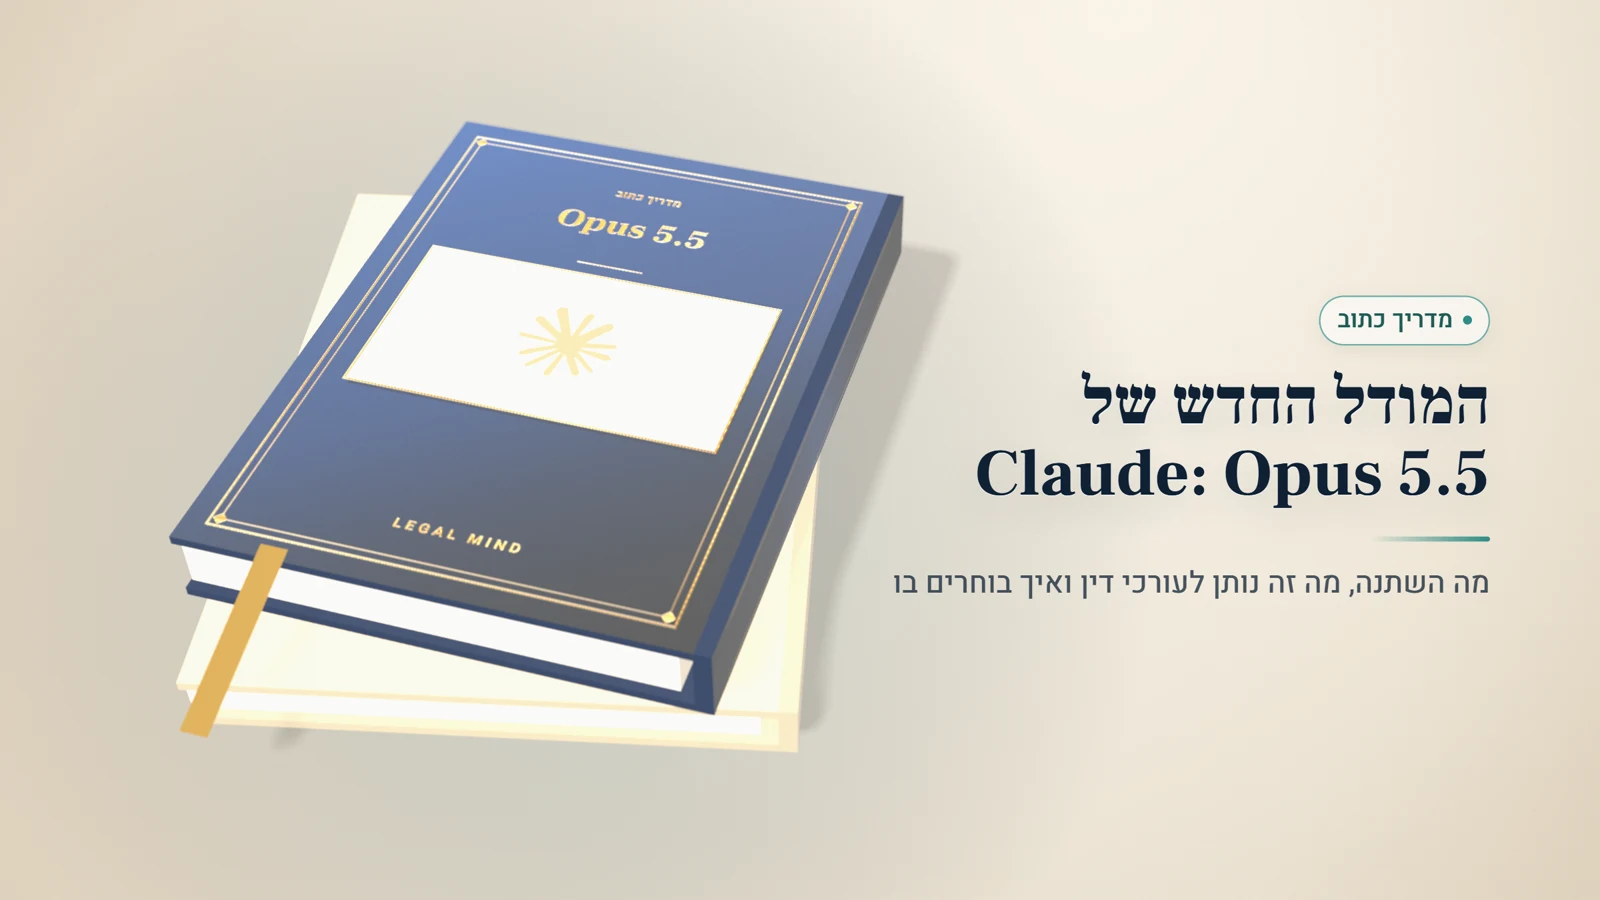 מדריך כתוב
Opus 5.5
LEGAL MIND
מדריך כתוב
המודל החדש של
Claude: Opus 5.5
מה השתנה, מה זה נותן לעורכי דין ואיך בוחרים בו